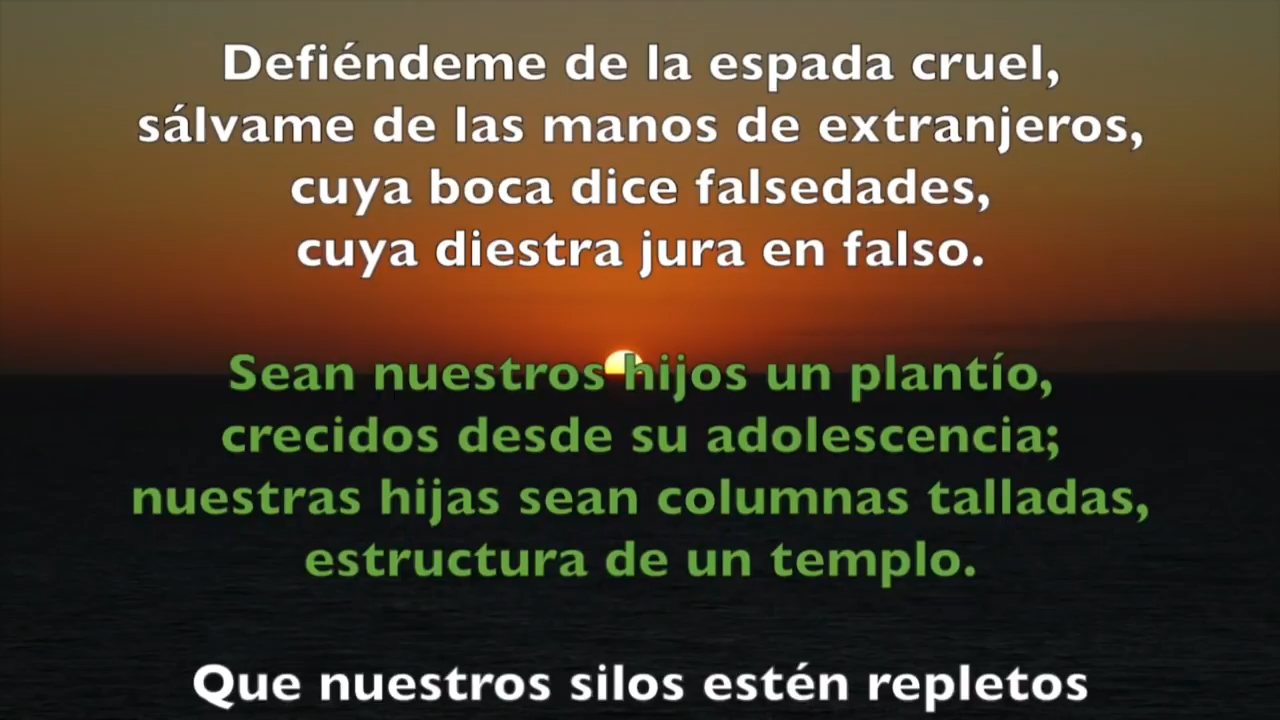 Defiéndeme de la espada cruel,
sálvame de las manos de extranjeros,
cuya boca dice falsedades,
cuya diestra jura en falso.
Sean nuestros hijos un plantío,
crecidos desde su adolescencia;
nuestras hijas sean columnas talladas,
estructura de un templo.
Que nuestros silos estén repletos